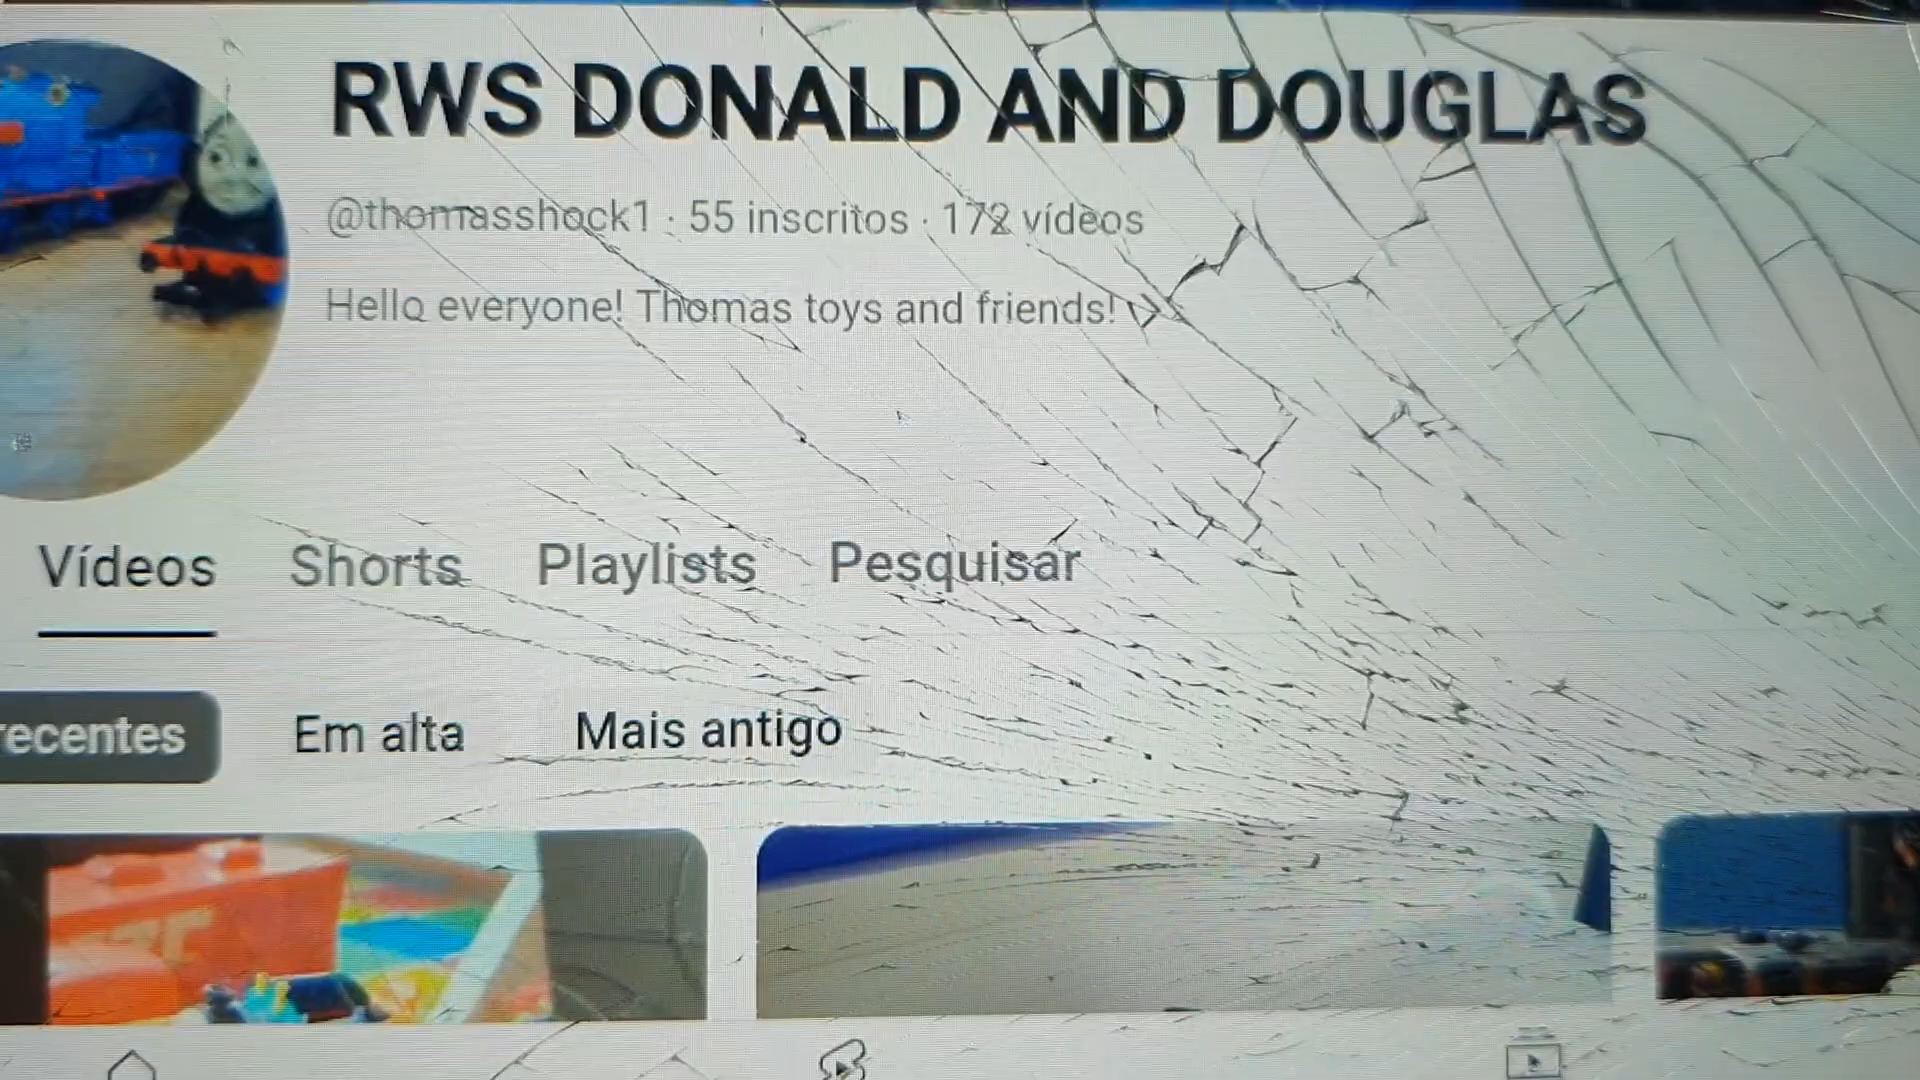 RWS DONALD AND DOUGLAS
@thomasshock1 · 55 inscritos · 172 vídeos
Hello everyone! Thomas toys and friends! >
Vídeos Shorts Playlists Pesquisar
recentes Em alta Mais antigo